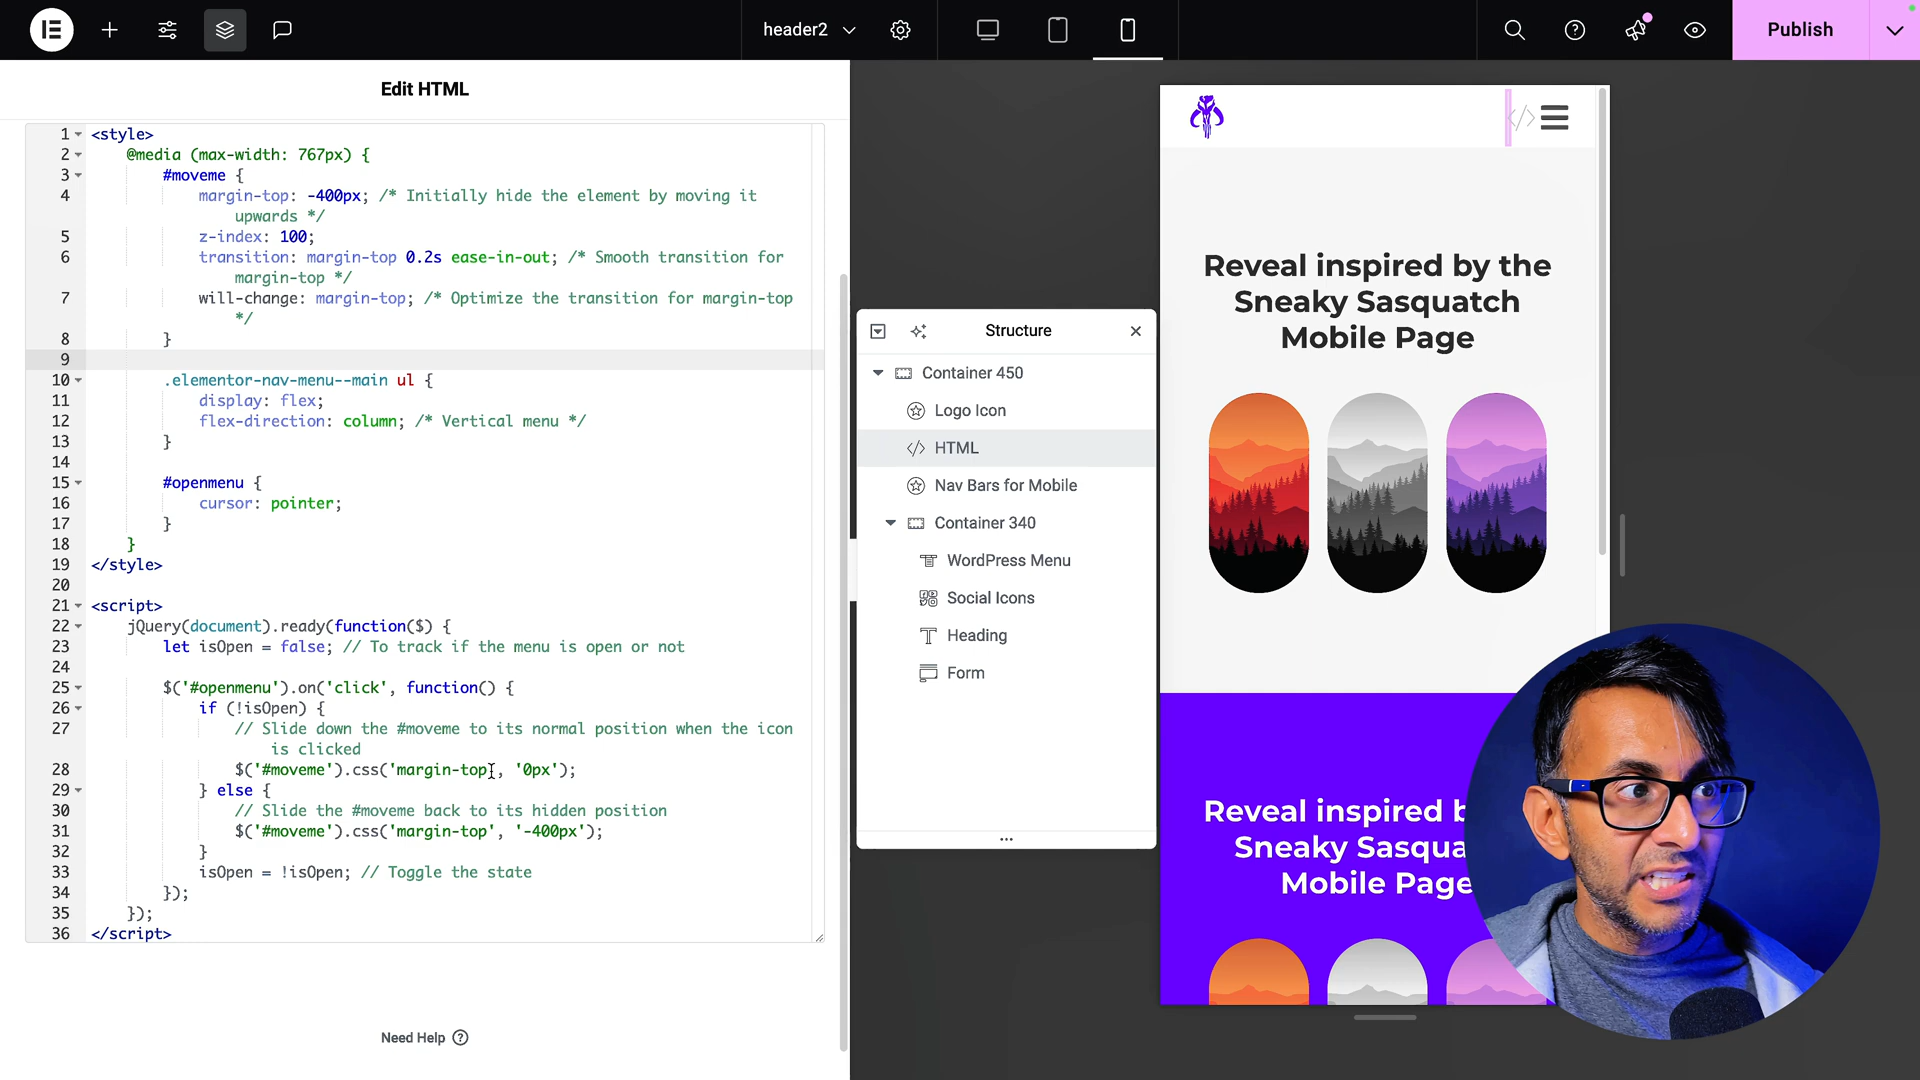 header2
Publish
Edit HTML
1 <style>
2 @media (max-width: 767px) {
3 #moveme {
4 margin-top: -400px; /* Initially hide the element by moving it
upwards */
5 z-index: 100;
6 transition: margin-top 0.2s ease-in-out; /* Smooth transition for
margin-top */
7 will-change: margin-top; /* Optimize the transition for margin-top
*/
8 }
9
10 .elementor-nav-menu--main ul {
11 display: flex;
12 flex-direction: column; /* Vertical menu */
13 }
14
15 #openmenu {
16 cursor: pointer;
17 }
18 }
19 </style>
20
21 <script>
22 jQuery(document).ready(function($) {
23 let isOpen = false; // To track if the menu is open or not
24
25 $('#openmenu').on('click', function() {
26 if (!isOpen) {
27 // Slide down the #moveme to its normal position when the icon
is clicked
28 $('#moveme').css('margin-top', '0px');
29 } else {
30 // Slide the #moveme back to its hidden position
31 $('#moveme').css('margin-top', '-400px');
32 }
33 isOpen = !isOpen; // Toggle the state
34 });
35 });
36 </script>
Need Help
Structure
Container 450
Logo Icon
</> HTML
Nav Bars for Mobile
Container 340
WordPress Menu
Social Icons
Heading
Form
</>
Reveal inspired by the
Sneaky Sasquatch
Mobile Page
Reveal inspired b
Sneaky Sasqua
Mobile Page